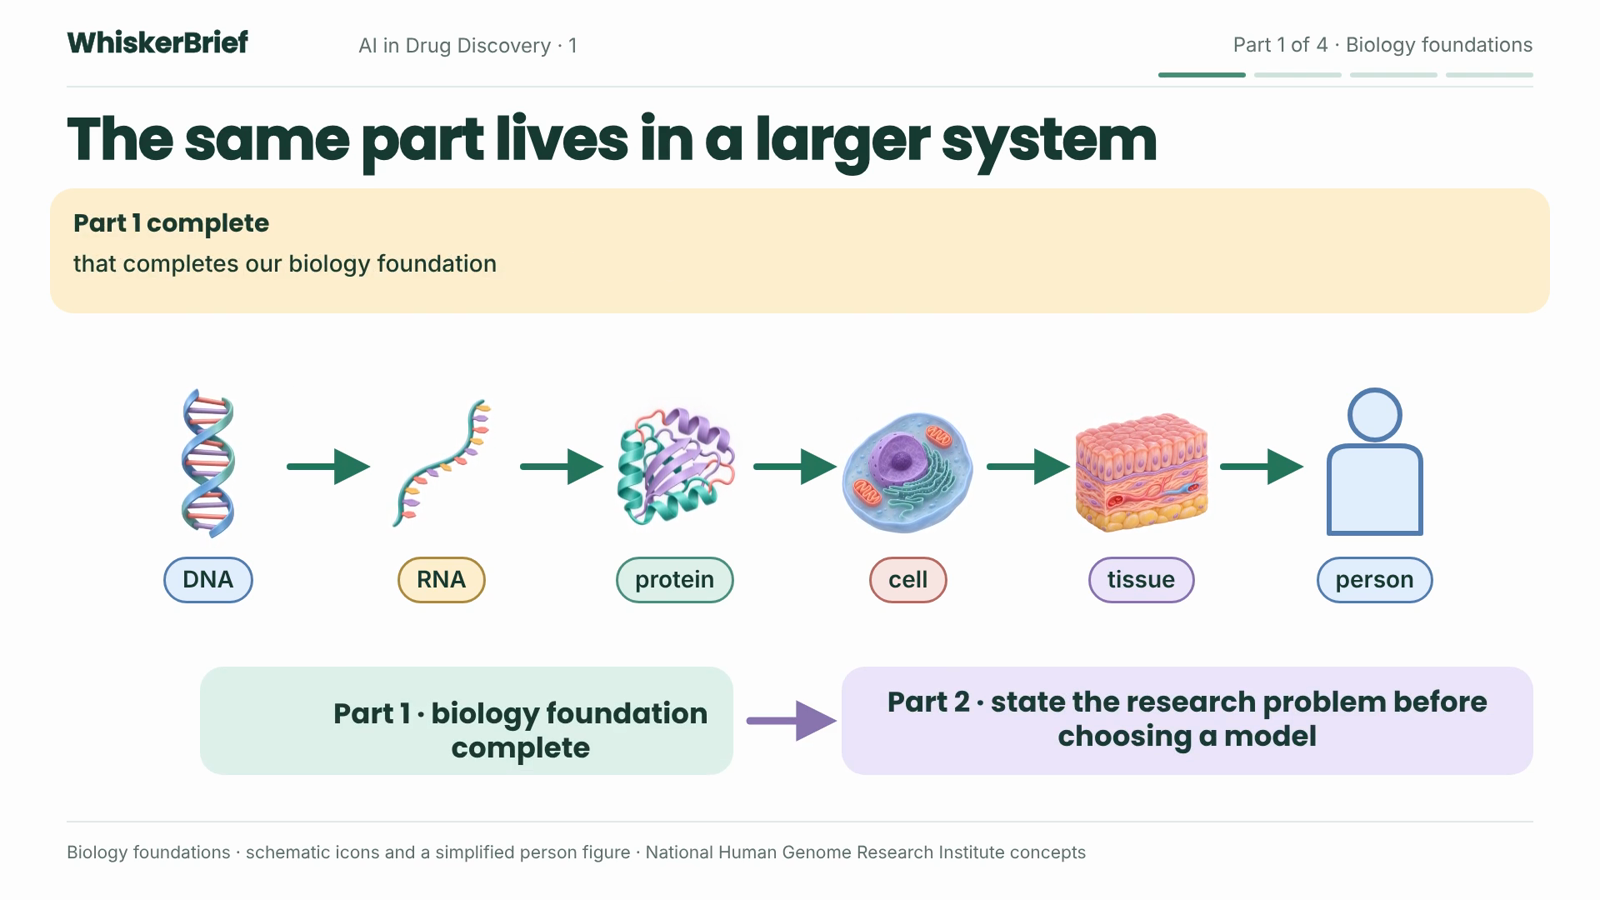 WhiskerBrief
AI in Drug Discovery · 1
Part 1 of 4 · Biology foundations
The same part lives in a larger system
Part 1 complete
that completes our biology foundation
DNA
RNA
protein
cell
tissue
person
Part 1 · biology foundation
complete
Part 2 · state the research problem before
choosing a model
Biology foundations · schematic icons and a simplified person figure · National Human Genome Research Institute concepts